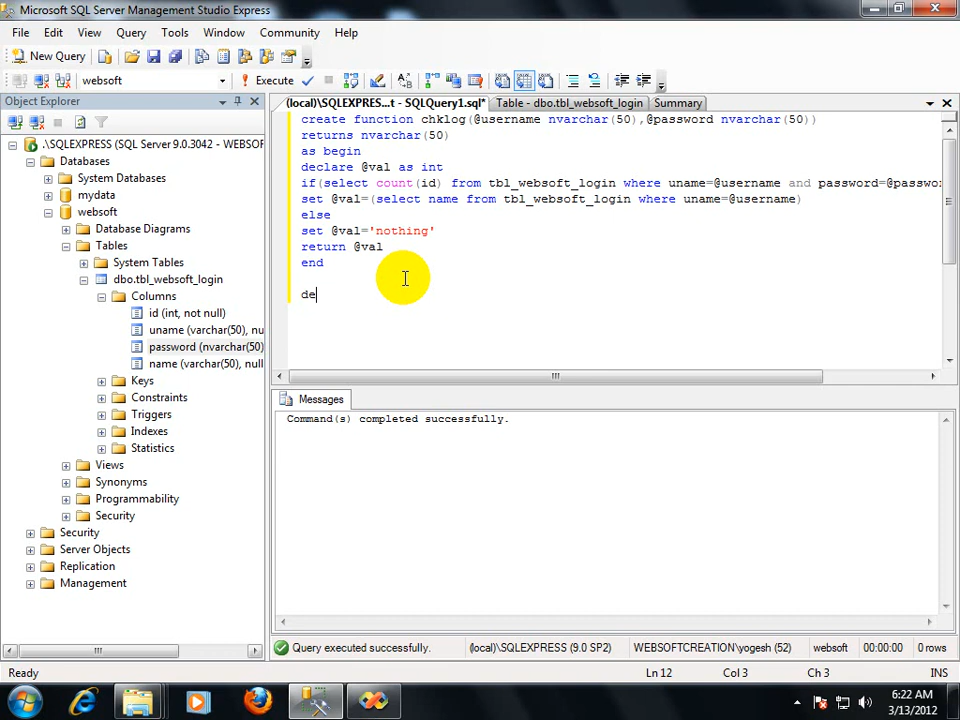 Microsoft SQL Server Management Studio Express
File Edit View Query Tools Window Community Help
New Query
websoft Execute
Object Explorer
(local)\SQLEXPRES...t - SQLQuery1.sql* Table - dbo.tbl_websoft_login Summary
.\SQLEXPRESS (SQL Server 9.0.3042 - WEBSOF
Databases
System Databases
mydata
websoft
Database Diagrams
Tables
System Tables
dbo.tbl_websoft_login
Columns
id (int, not null)
uname (varchar(50), nu
password (nvarchar(50)
name (varchar(50), null
Keys
Constraints
Triggers
Indexes
Statistics
Views
Synonyms
Programmability
Security
Security
Server Objects
Replication
Management
create function chklog(@username nvarchar(50),@password nvarchar(50))
returns nvarchar(50)
as begin
declare @val as int
if(select count(id) from tbl_websoft_login where uname=@username and password=@passwo
set @val=(select name from tbl_websoft_login where uname=@username)
else
set @val='nothing'
return @val
end
de
Messages
Command(s) completed successfully.
Query executed successfully. (local)\SQLEXPRESS (9.0 SP2) WEBSOFTCREATION\yogesh (52) websoft 00:00:00 0 rows
Ready Ln 12 Col 3 Ch 3 INS
6:22 AM
3/13/2012